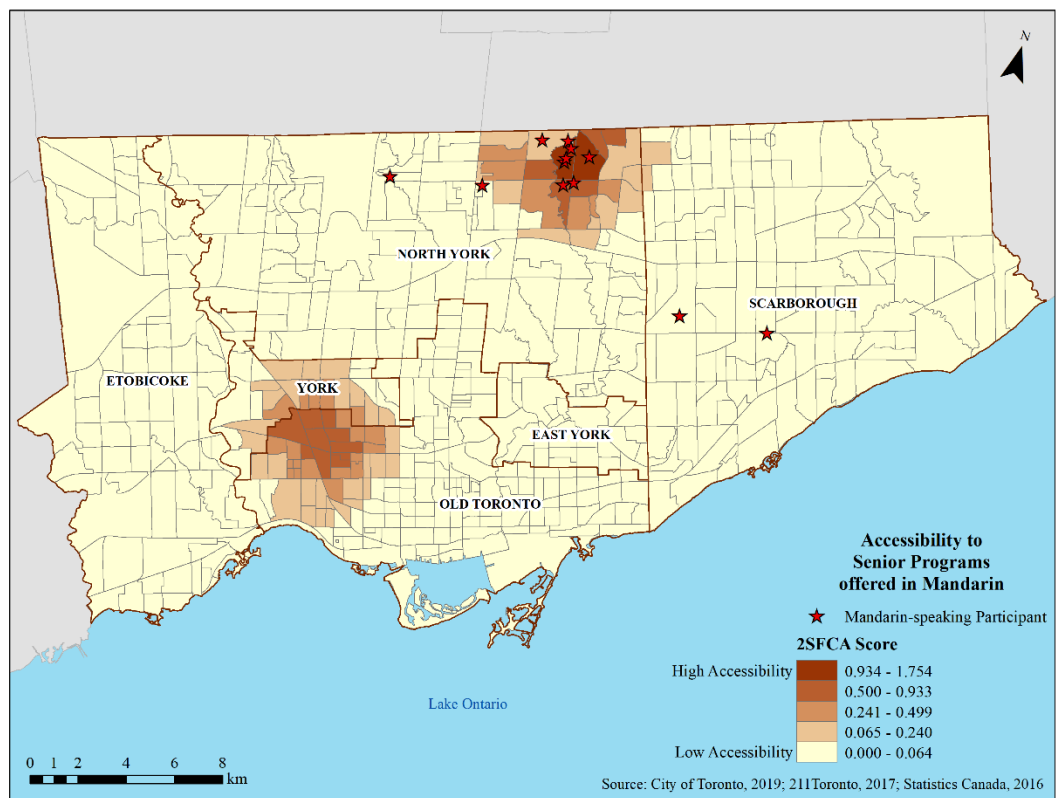 N
NORTH YORK
SCARBOROUGH
ETOBICOKE
YORK
EAST YORK
OLD TORONTO
Accessibility to
Senior Programs
offered in Mandarin
Mandarin-speaking Participant
2SFCA Score
High Accessibility 0.934 - 1.754
0.500 - 0.933
0.241 - 0.499
0.065 - 0.240
Low Accessibility 0.000 - 0.064
Lake Ontario
0 1 2 4 6 8
km
Source: City of Toronto, 2019; 211Toronto, 2017; Statistics Canada, 2016